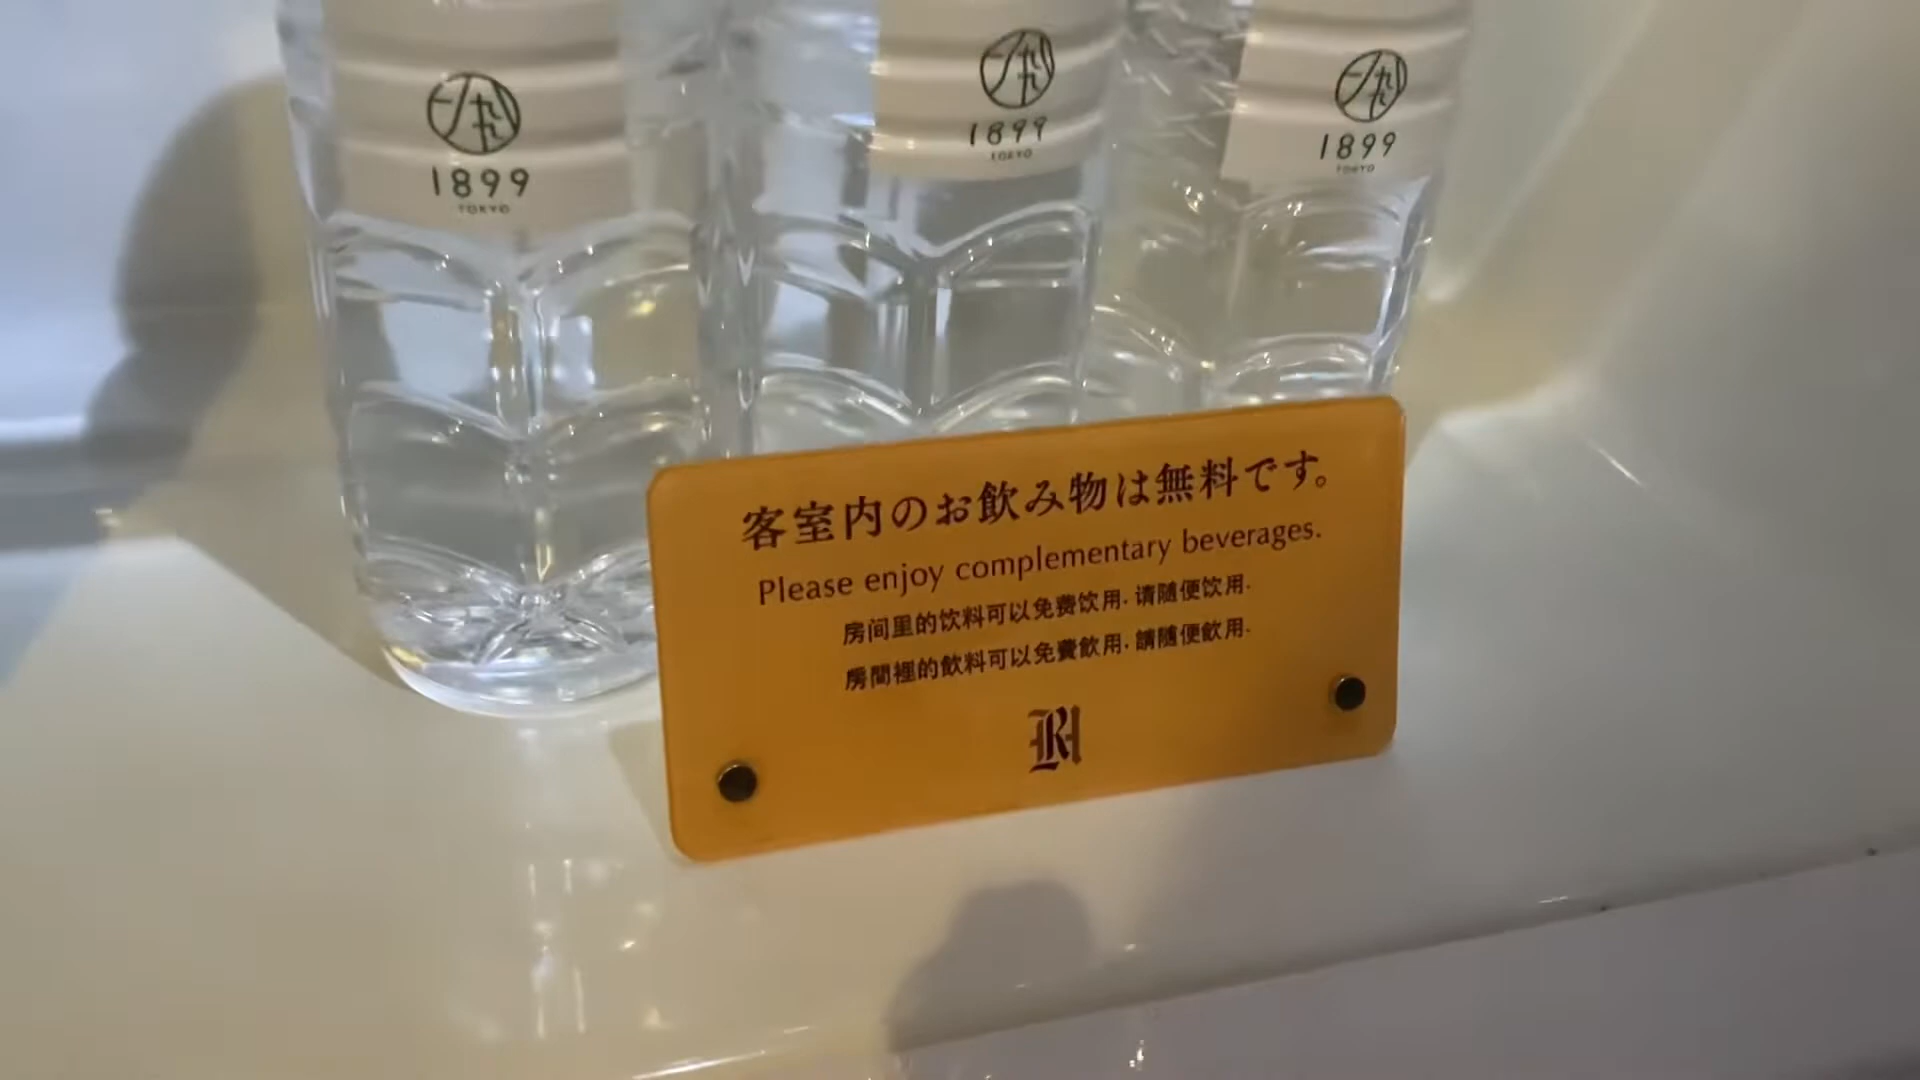 1899
TOKYO
1899
TOKYO
1899
TOKYO
客室内のお飲み物は無料です。
Please enjoy complementary beverages.
房间里的饮料可以免费饮用. 请随便饮用.
房間裡的飲料可以免費飲用. 請隨便飲用.
RH